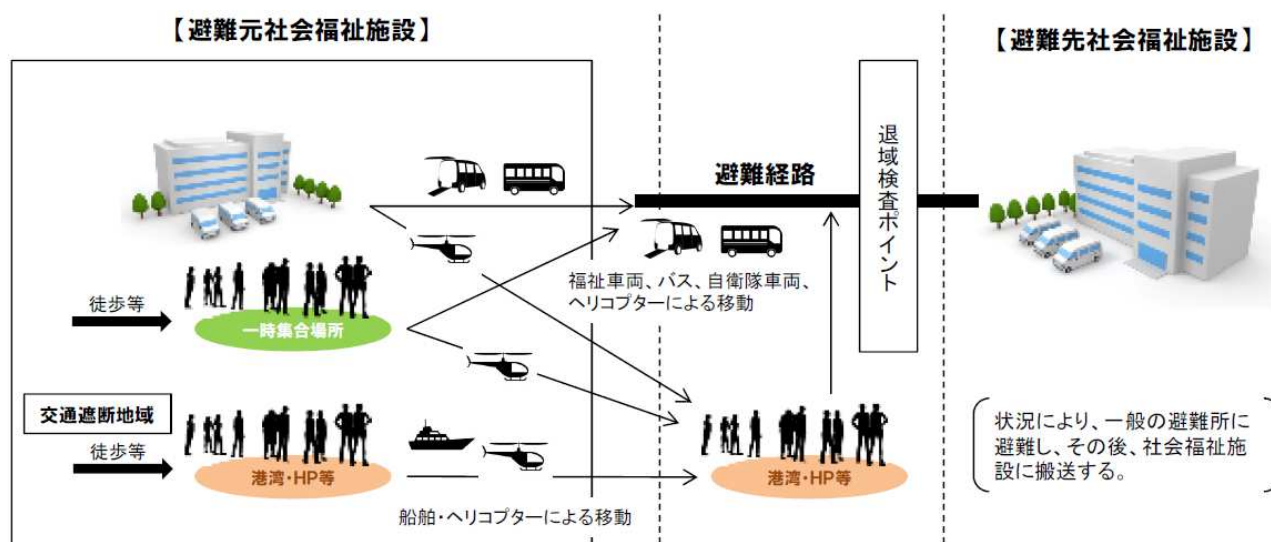 【避難元社会福祉施設】
【避難先社会福祉施設】
避難経路
退域検査ポイント
福祉車両、バス、自衛隊車両、
ヘリコプターによる移動
徒歩等
一時集合場所
交通遮断地域
徒歩等
港湾・HP等
港湾・HP等
船舶・ヘリコプターによる移動
状況により、一般の避難所に
避難し、その後、社会福祉施
設に搬送する。